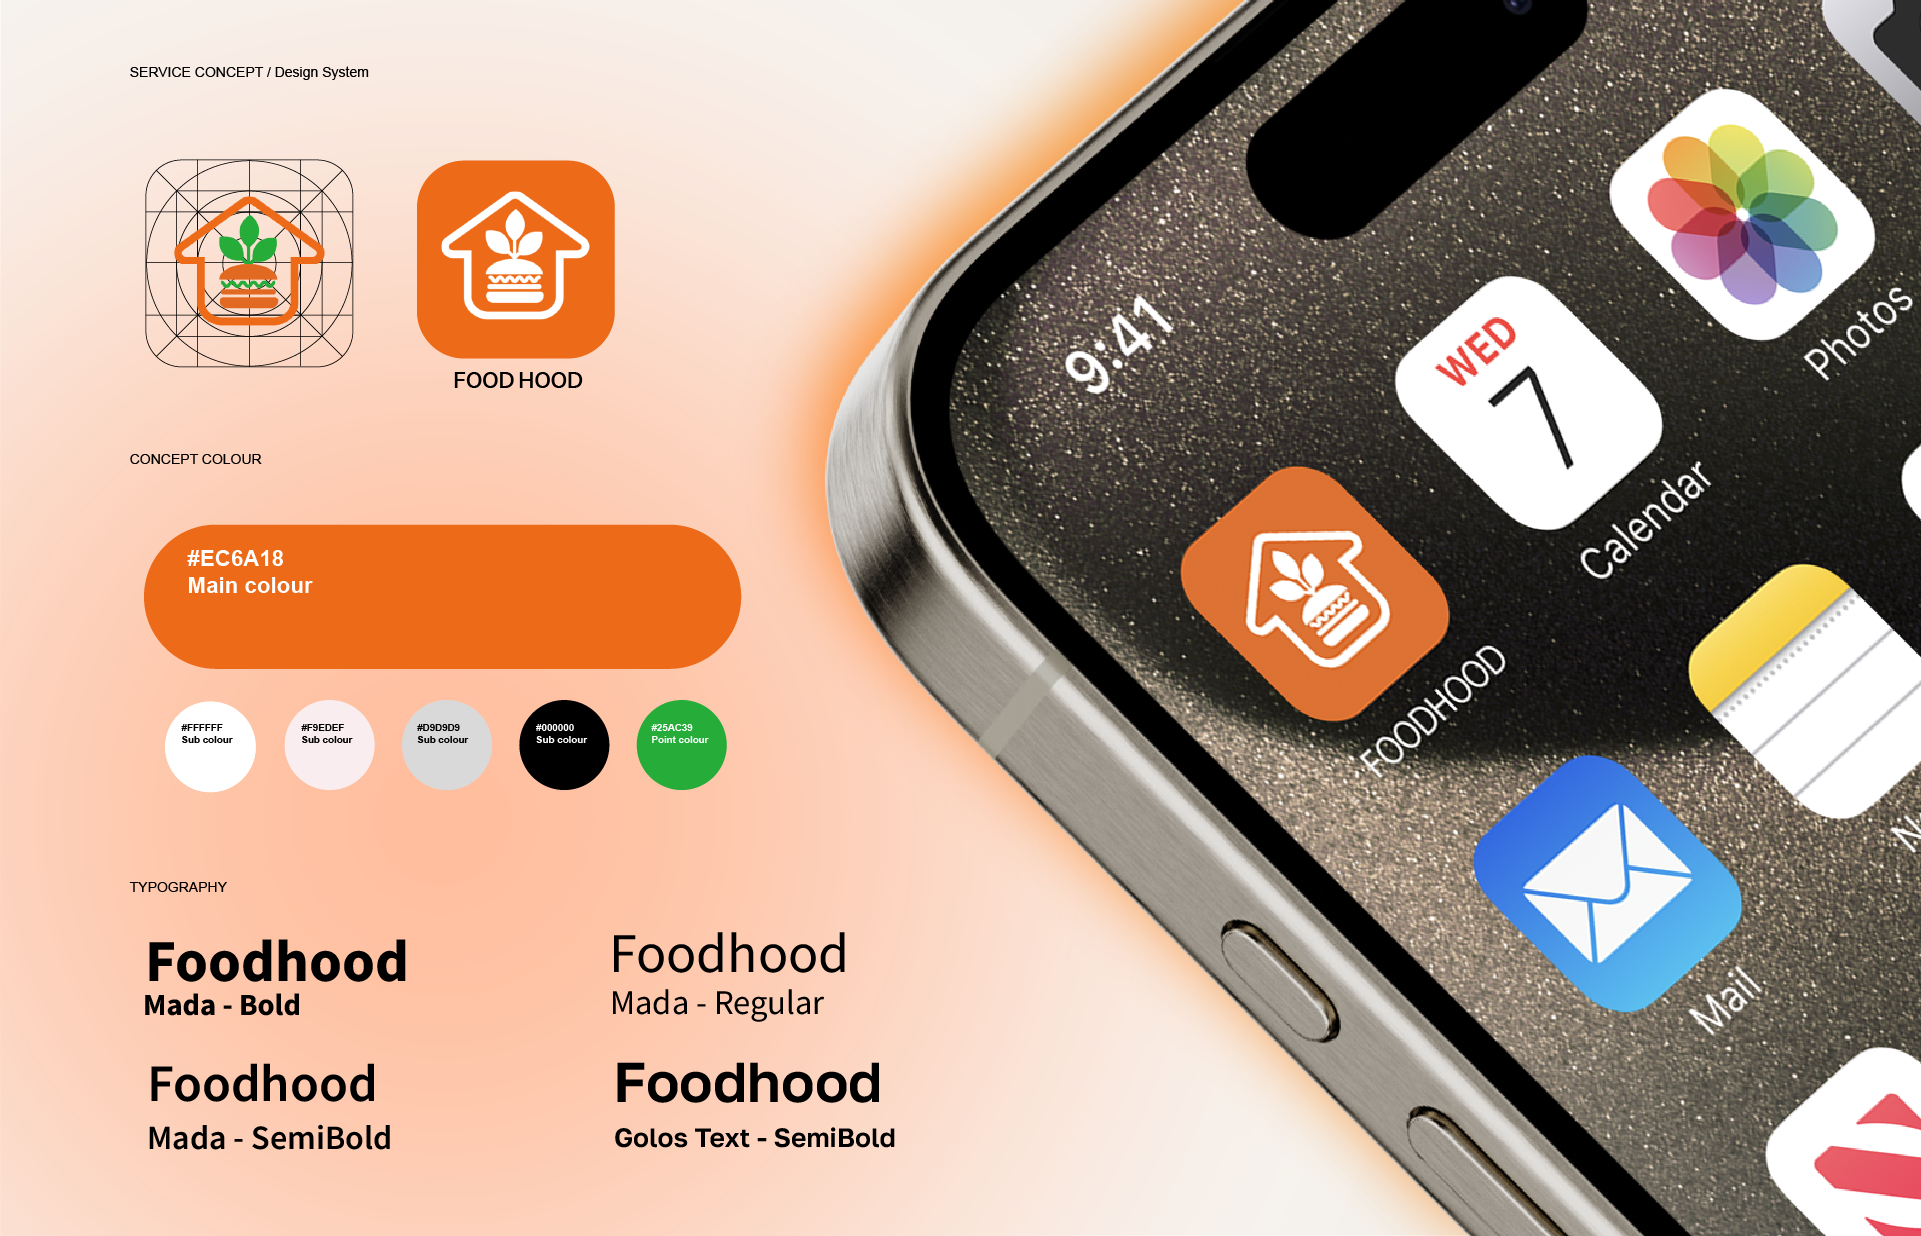 SERVICE CONCEPT / Design System
FOOD HOOD
CONCEPT COLOUR
#EC6A18
Main colour
#FFFFFF
Sub colour
#F9EDEF
Sub colour
#D9D9D9
Sub colour
#000000
Sub colour
#25AC39
Point colour
TYPOGRAPHY
Foodhood
Mada - Bold
Foodhood
Mada - Regular
Foodhood
Mada - SemiBold
Foodhood
Golos Text - SemiBold
9:41
Photos
WED
7
Calendar
FOODHOOD
Mail